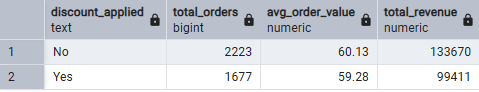 discount_applied total_orders avg_order_value total_revenue
text bigint numeric numeric
1 No 2223 60.13 133670
2 Yes 1677 59.28 99411